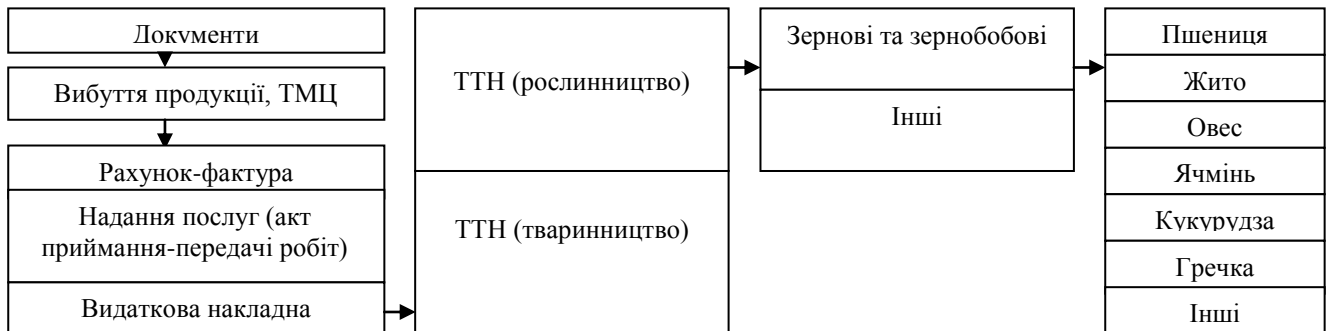 Документи
Вибуття продукції, ТМЦ
Рахунок-фактура
Надання послуг (акт
приймання-передачі робіт)
Видаткова накладна
ТТН (рослинництво)
ТТН (тваринництво)
Зернові та зернобобові
Інші
Пшениця
Жито
Овес
Ячмінь
Кукурудза
Гречка
Інші